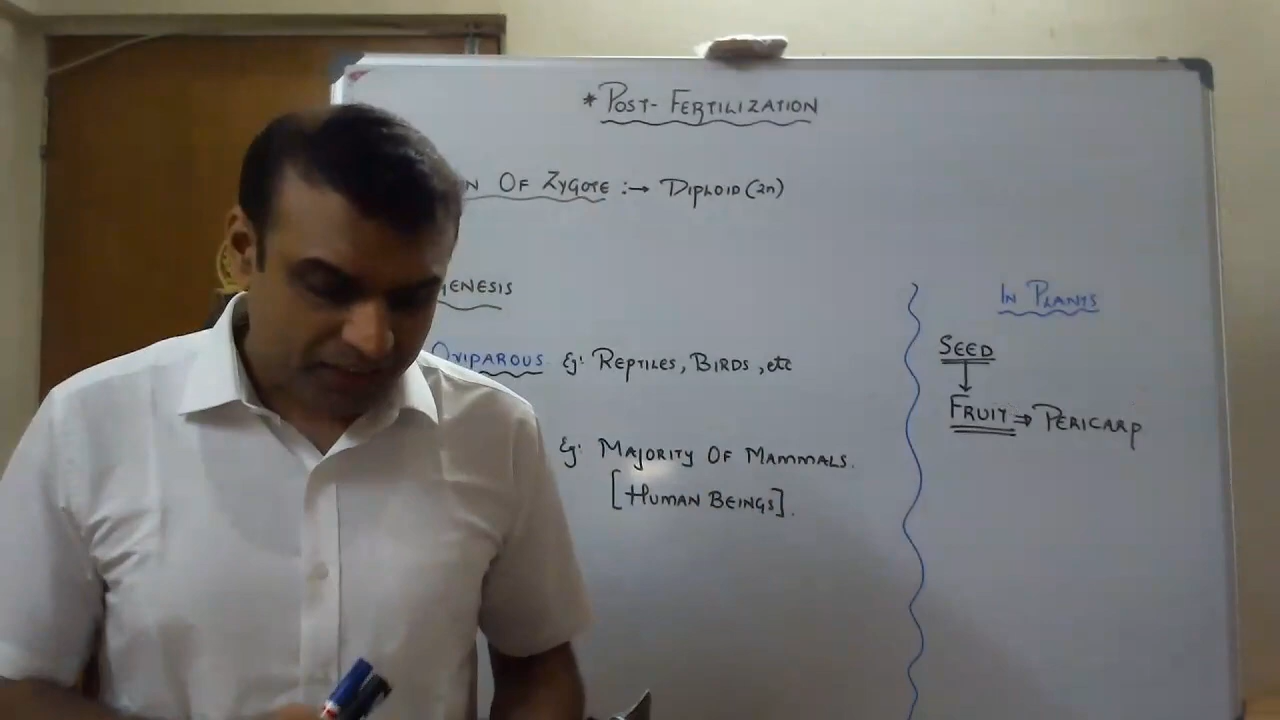 * POST-FERTILIZATION
N OF ZYGOTE :→ DIPLOID (2n)
GENESIS
OVIPAROUS Eg: REPTILES, BIRDS, etc
Eg: MAJORITY OF MAMMALS.
[HUMAN BEINGS].
IN PLANTS
SEED
↓
FRUIT ⇒ PERICARP